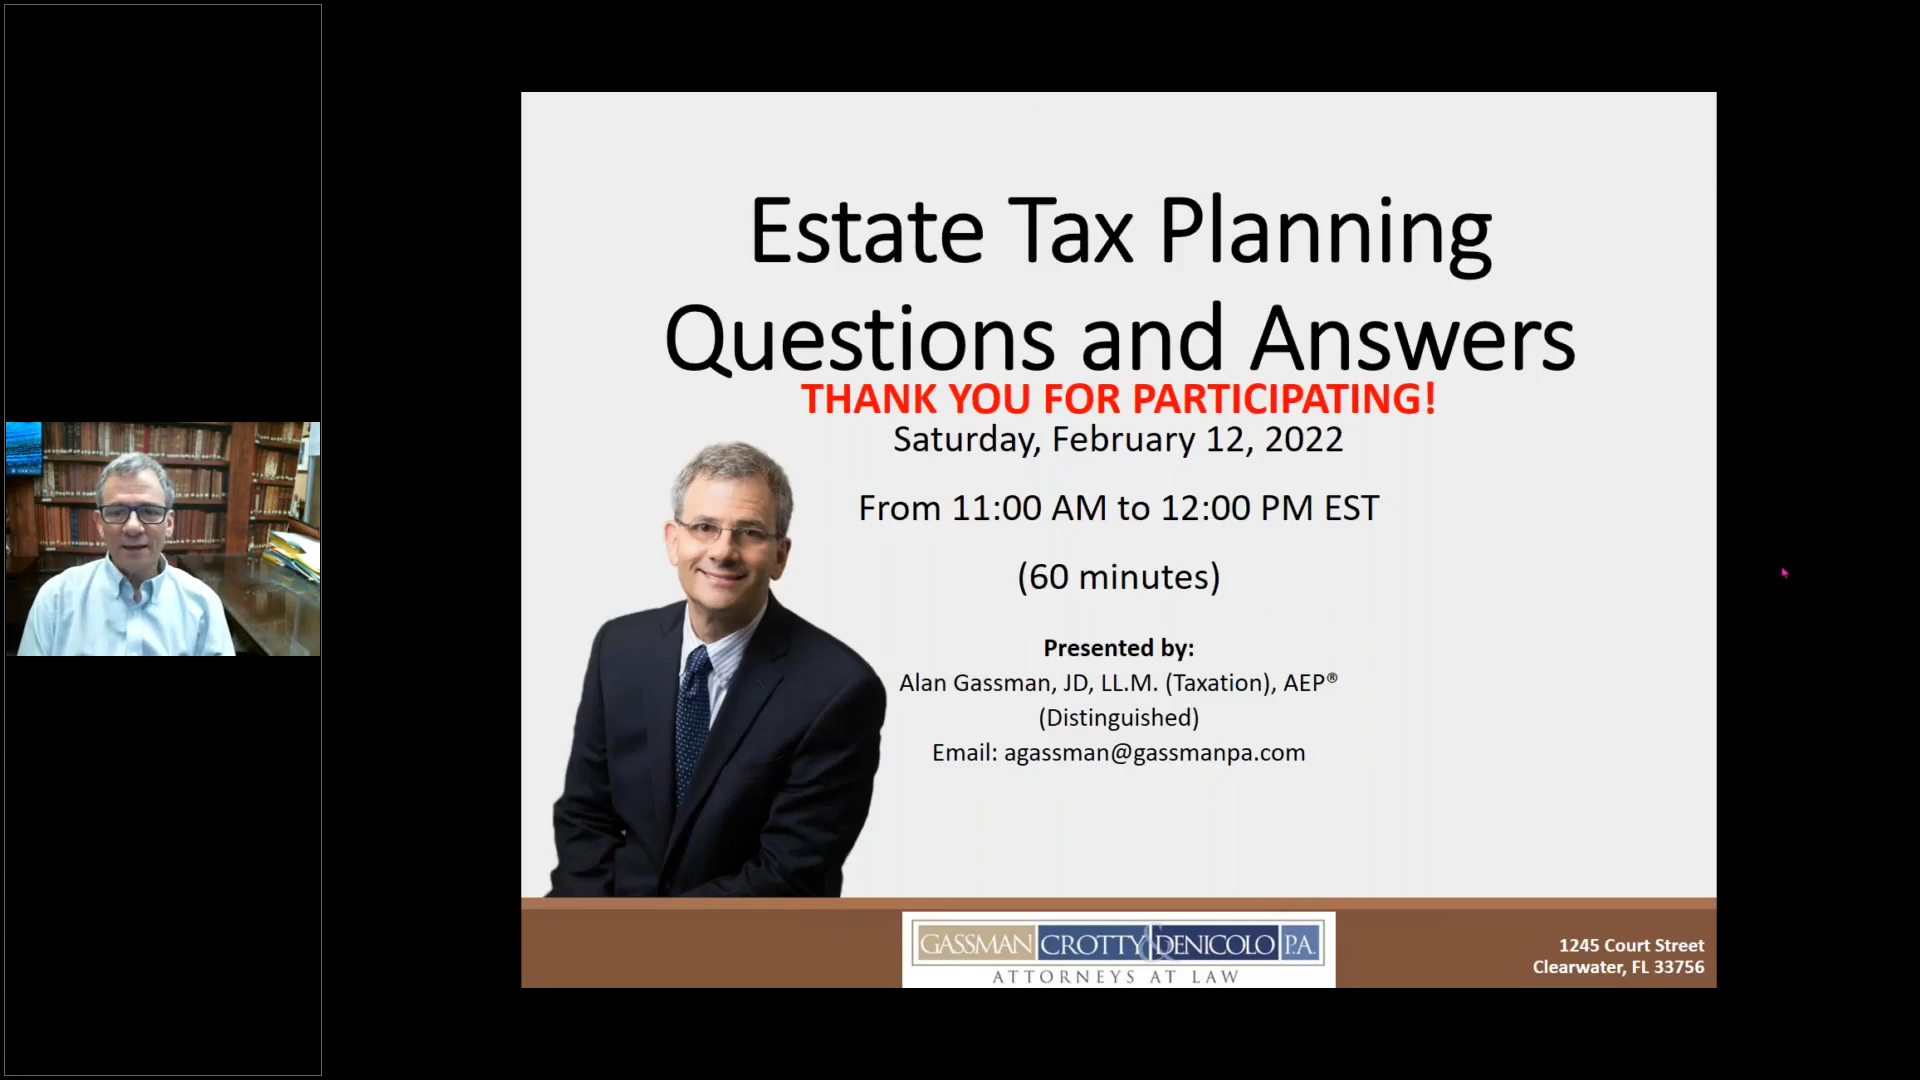 Estate Tax Planning
Questions and Answers
THANK YOU FOR PARTICIPATING!
Saturday, February 12, 2022
From 11:00 AM to 12:00 PM EST
(60 minutes)
Presented by:
Alan Gassman, JD, LL.M. (Taxation), AEP®
(Distinguished)
Email: agassman@gassmanpa.com
GASSMAN CROTTY & DENICOLO P.A.
ATTORNEYS AT LAW
1245 Court Street
Clearwater, FL 33756